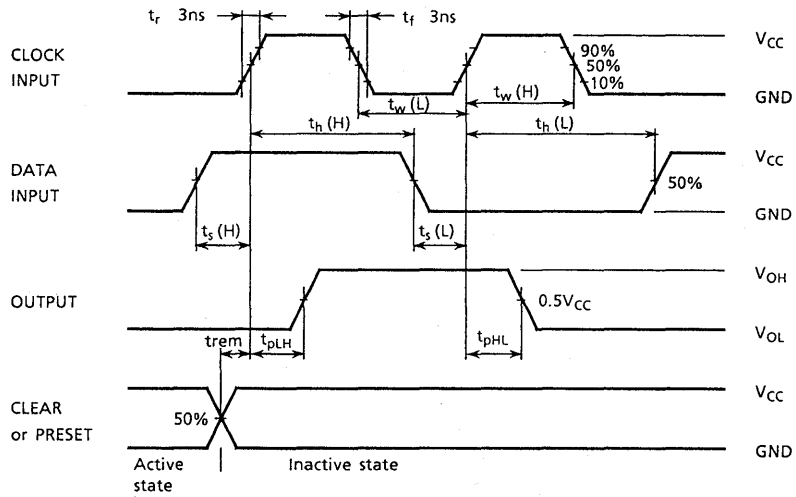 tr 3ns
tf 3ns
CLOCK
INPUT
VCC
90%
50%
10%
GND
tw (L)
tw (H)
th (H)
th (L)
DATA
INPUT
VCC
50%
GND
ts (H)
ts (L)
OUTPUT
VOH
0.5VCC
VOL
trem
tpLH
tpHL
CLEAR
or PRESET
50%
VCC
GND
Active
state
Inactive state